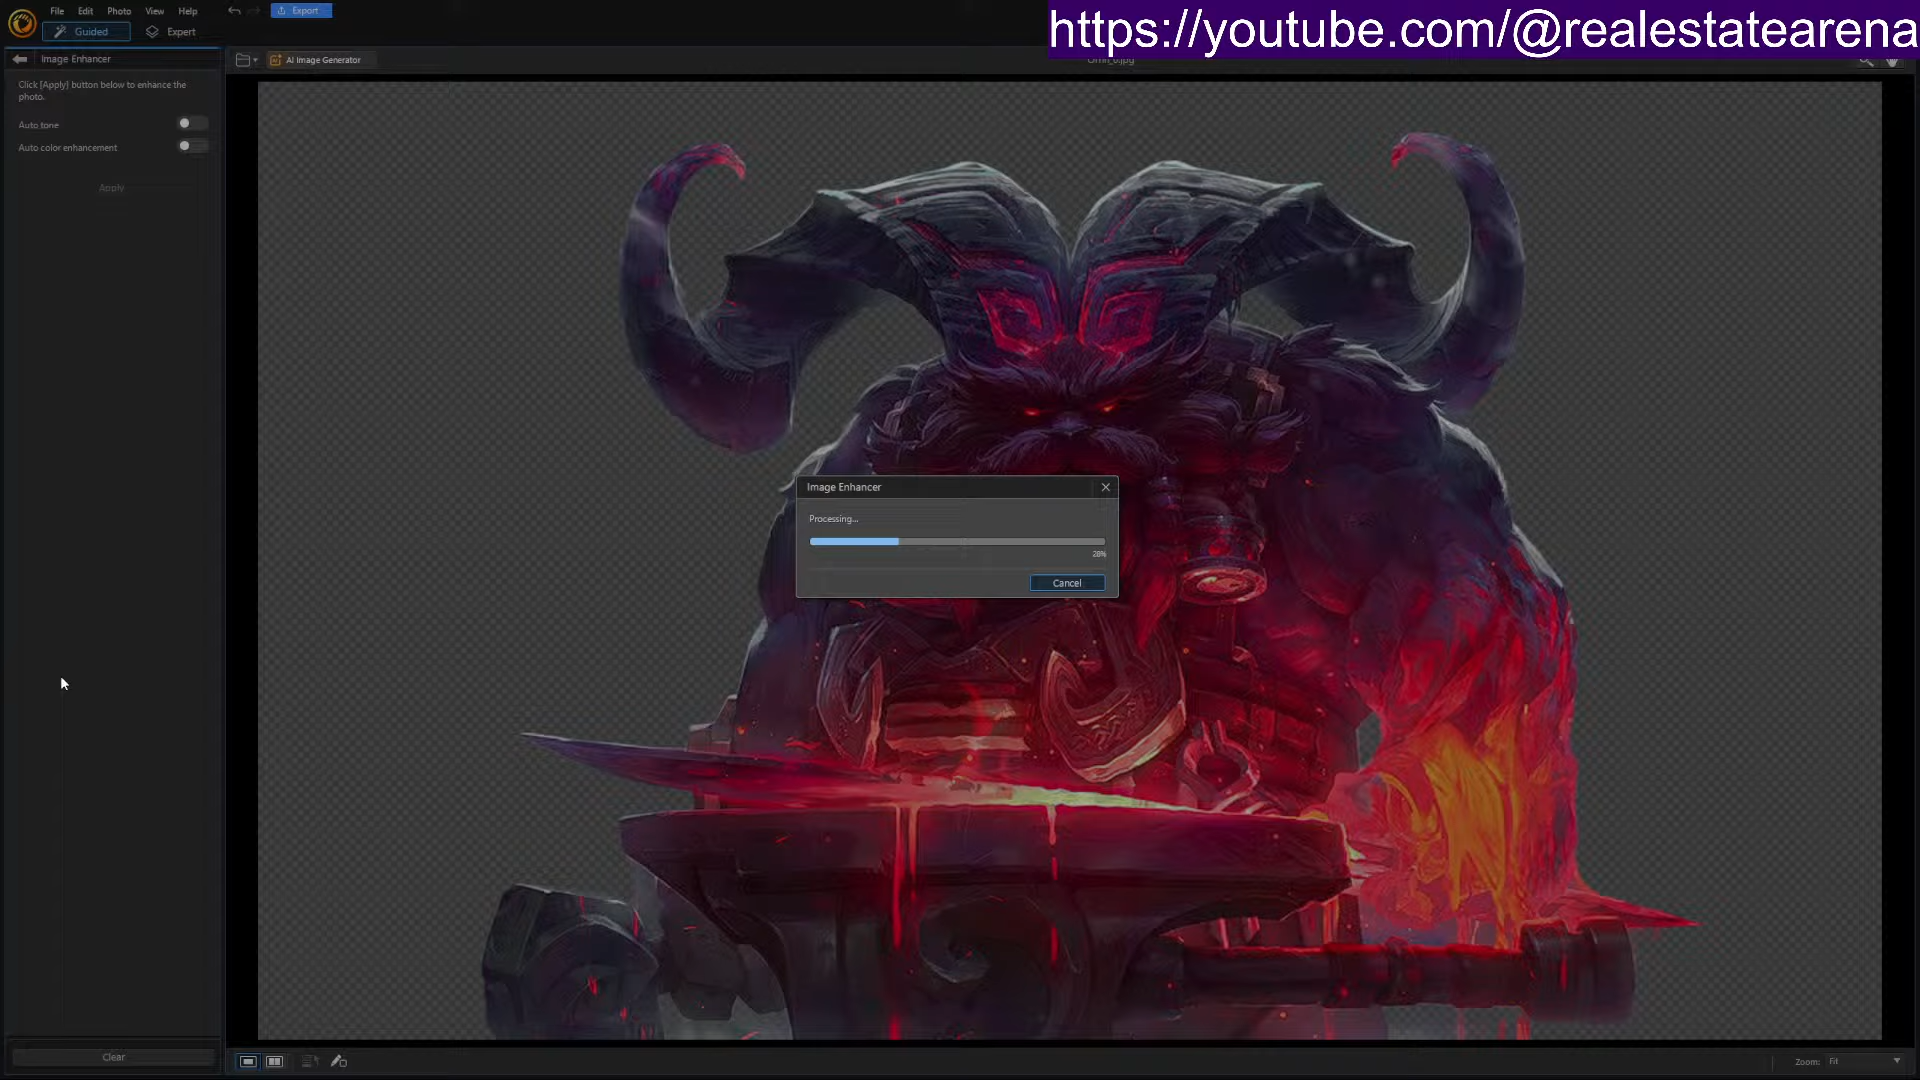 File Edit Photo View Help
Export
https://youtube.com/@realestatearena
Guided
Expert
Image Enhancer
AI Image Generator
Click [Apply] button below to enhance the
photo.
Auto tone
Auto color enhancement
Apply
Image Enhancer
Processing...
28%
Cancel
Clear
Zoom: Fit